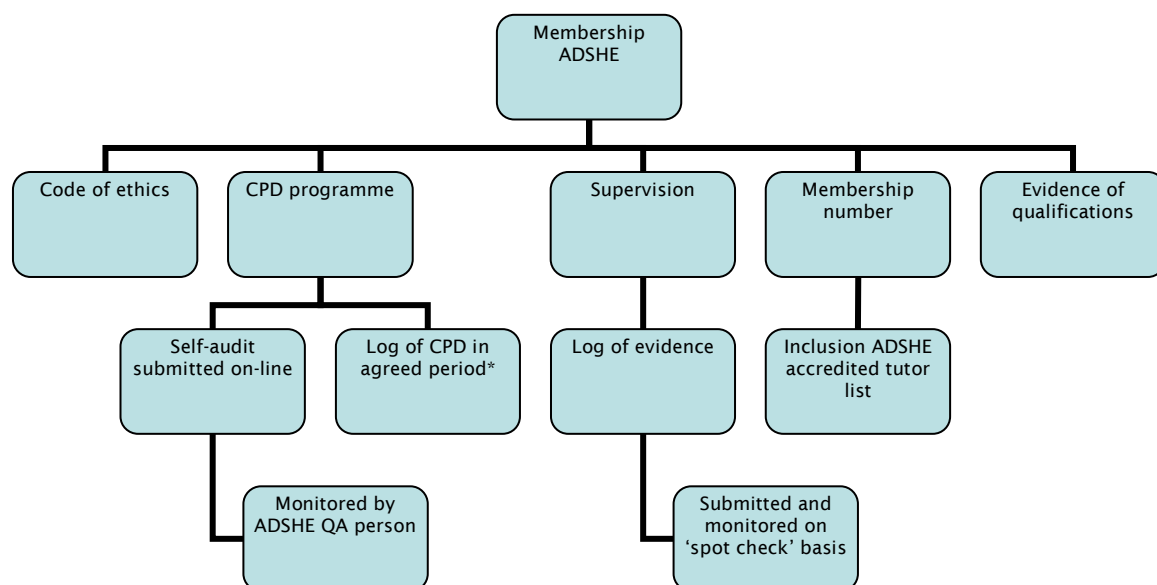 Membership
ADSHE
Code of ethics
CPD programme
Supervision
Membership
number
Evidence of
qualifications
Self-audit
submitted on-line
Log of CPD in
agreed period*
Log of evidence
Inclusion ADSHE
accredited tutor
list
Monitored by
ADSHE QA person
Submitted and
monitored on
‘spot check’ basis